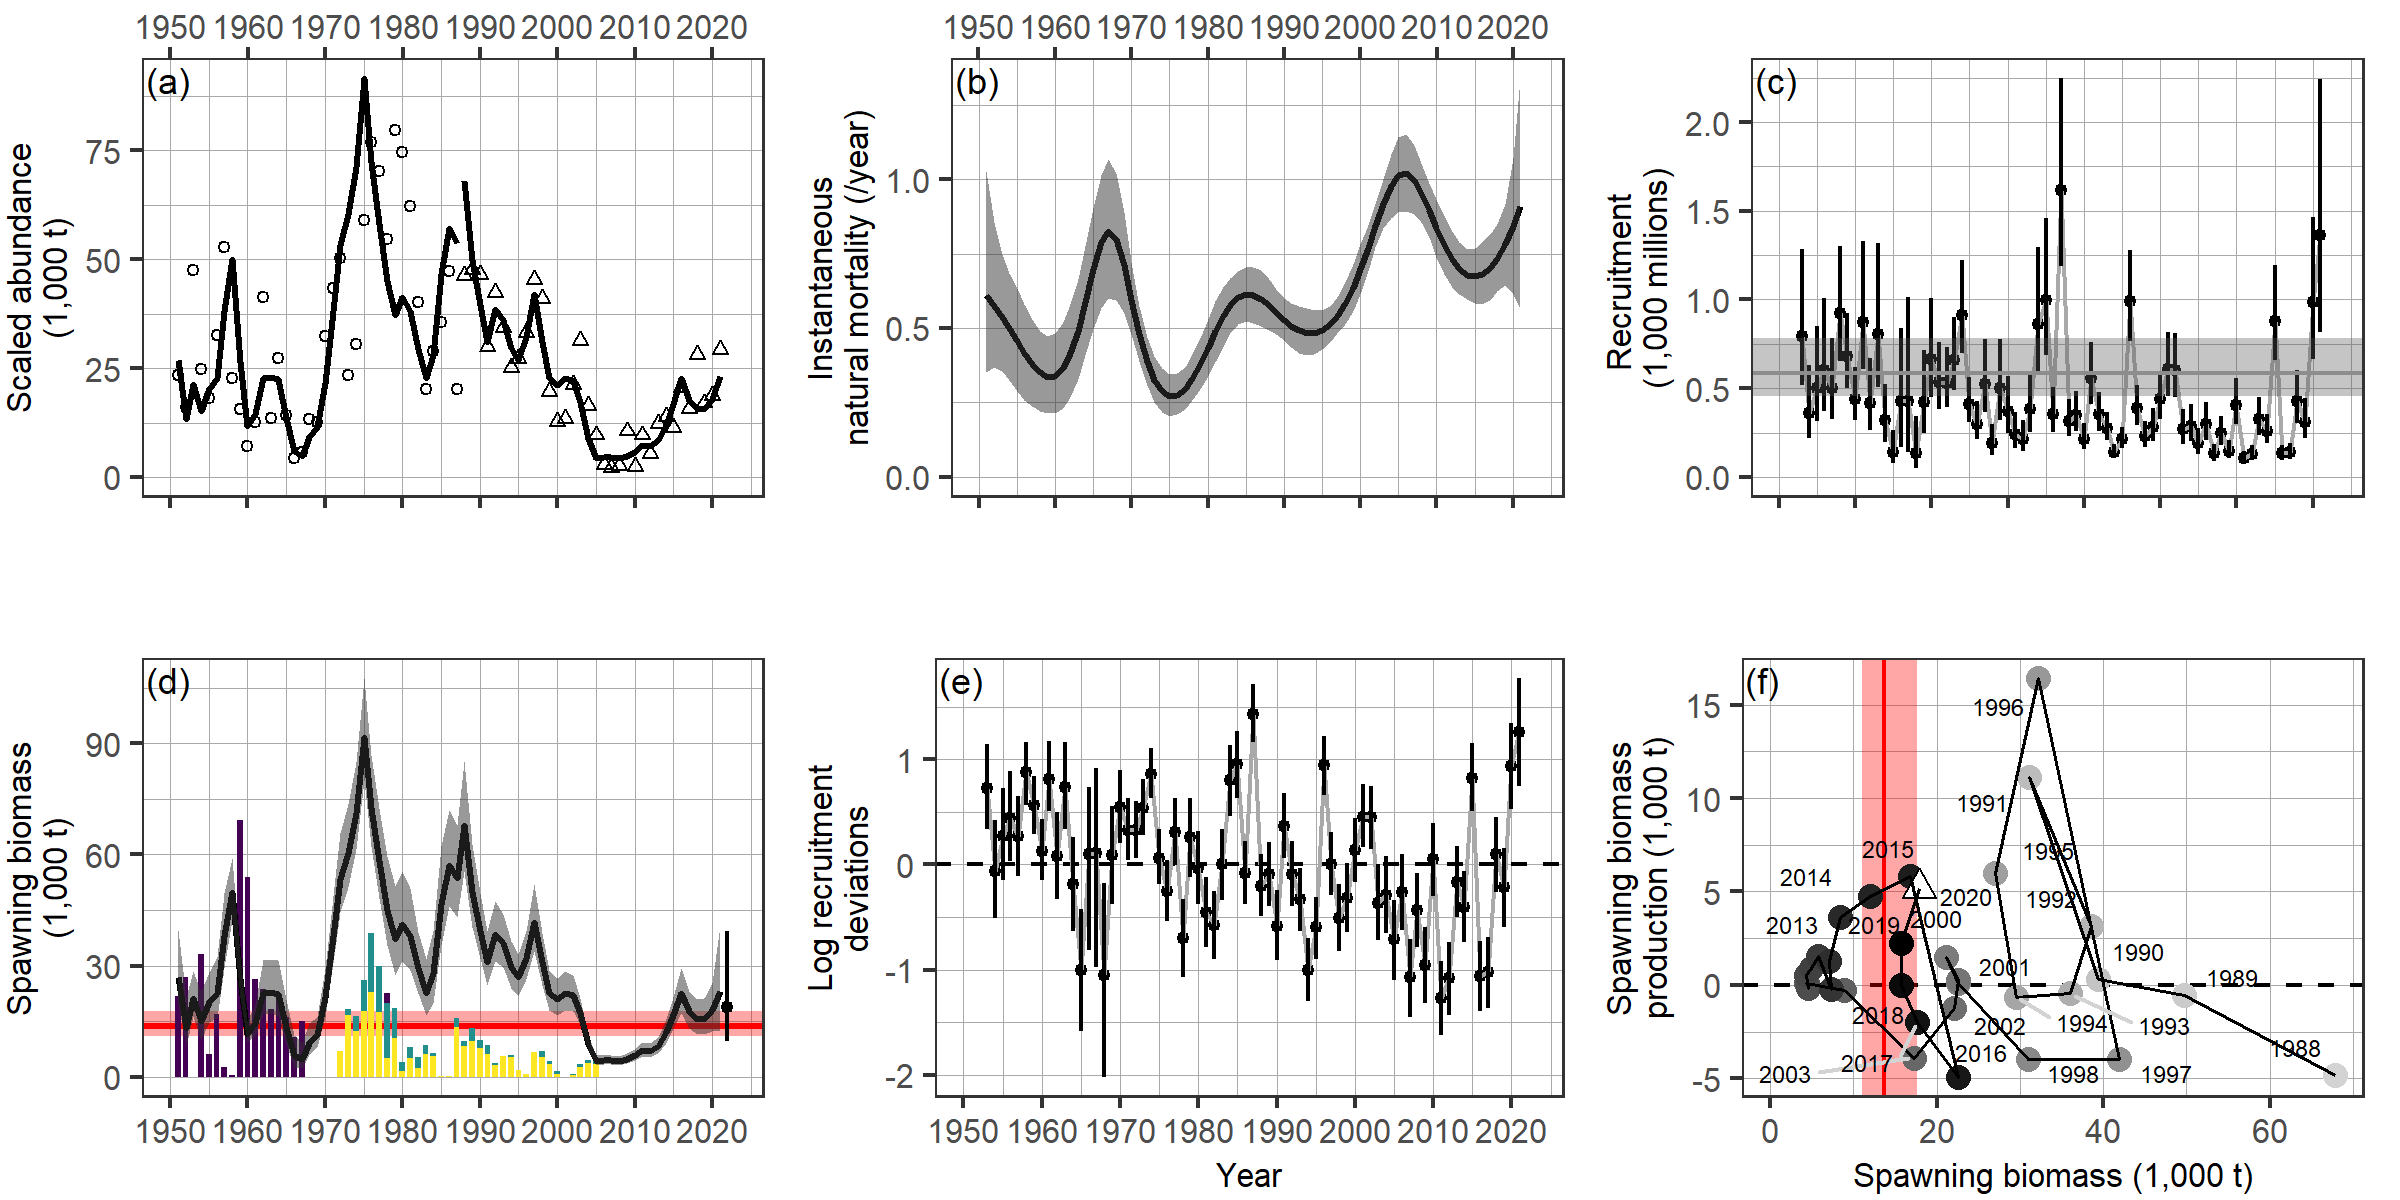 1950 1960 1970 1980 1990 2000 2010 2020
(a)
Scaled abundance
(1,000 t)
75
50
25
0
1950 1960 1970 1980 1990 2000 2010 2020
(b)
Instantaneous
natural mortality (/year)
1.0
0.5
0.0
(c)
Recruitment
(1,000 millions)
2.0
1.5
1.0
0.5
0.0
(d)
Spawning biomass
(1,000 t)
90
60
30
0
1950 1960 1970 1980 1990 2000 2010 2020
(e)
Log recruitment
deviations
1
0
-1
-2
1950 1960 1970 1980 1990 2000 2010 2020
Year
(f)
Spawning biomass
production (1,000 t)
15
10
5
0
-5
1996
1991
1995
2015
2014
1992
2020
2013
2019
2000
1990
2001
1989
2018
2002
1994
1993
2017
2016
1988
2003
1998
1997
0 20 40 60
Spawning biomass (1,000 t)